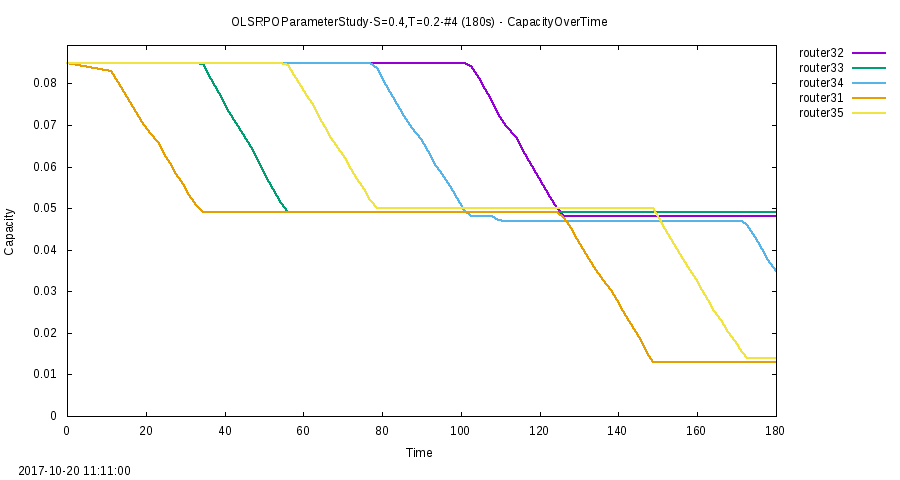 OLSRPOParameterStudy-S=0.4,T=0.2-#4 (180s) - CapacityOverTime
router32
router33
router34
router31
router35
0.08
0.07
0.06
0.05
0.04
0.03
0.02
0.01
0
Capacity
0 20 40 60 80 100 120 140 160 180
Time
2017-10-20 11:11:00